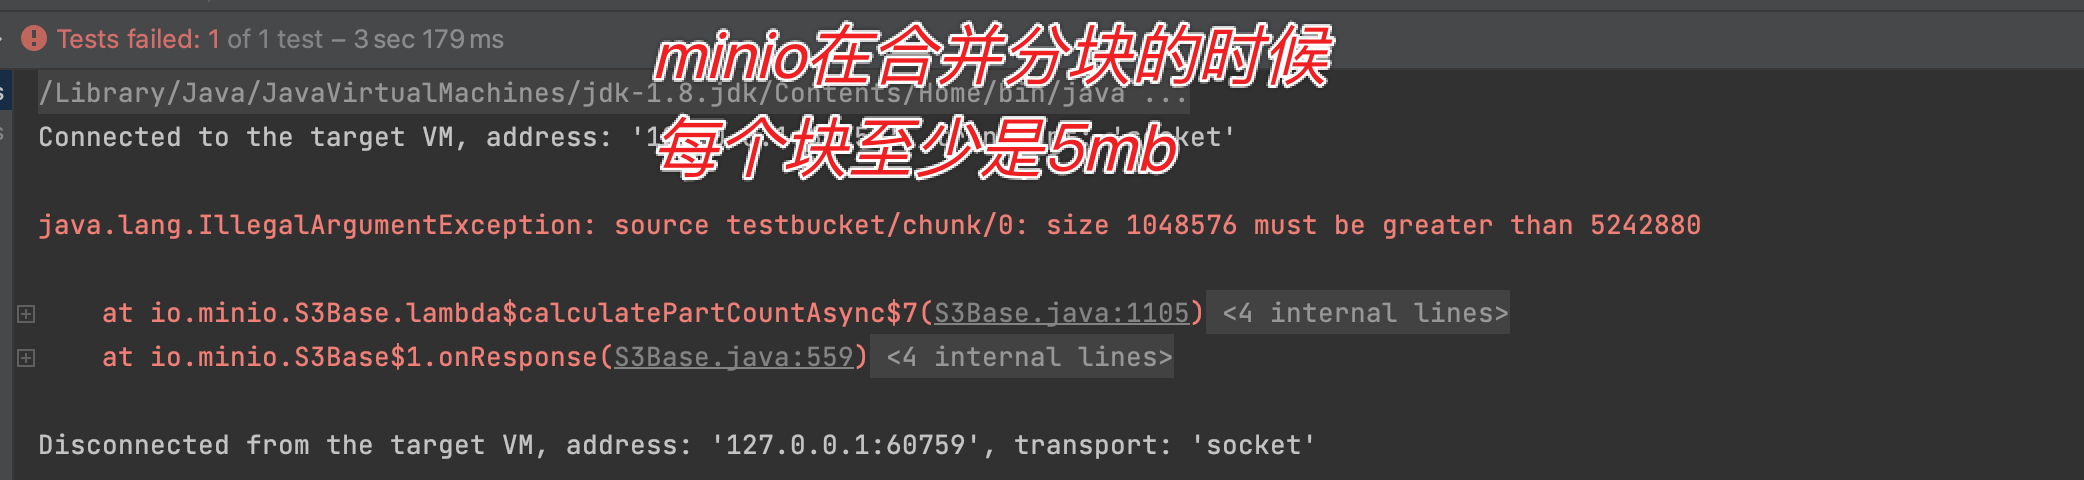 Tests failed: 1 of 1 test – 3 sec 179 ms
minio在合并分块的时候
/Library/Java/JavaVirtualMachines/jdk-1.8.jdk/Contents/Home/bin/java ...
Connected to the target VM, address:
每个块至少是5mb
java.lang.IllegalArgumentException: source testbucket/chunk/0: size 1048576 must be greater than 5242880
at io.minio.S3Base.lambda$calculatePartCountAsync$7(S3Base.java:1105) <4 internal lines>
at io.minio.S3Base$1.onResponse(S3Base.java:559) <4 internal lines>
Disconnected from the target VM, address: '127.0.0.1:60759', transport: 'socket'